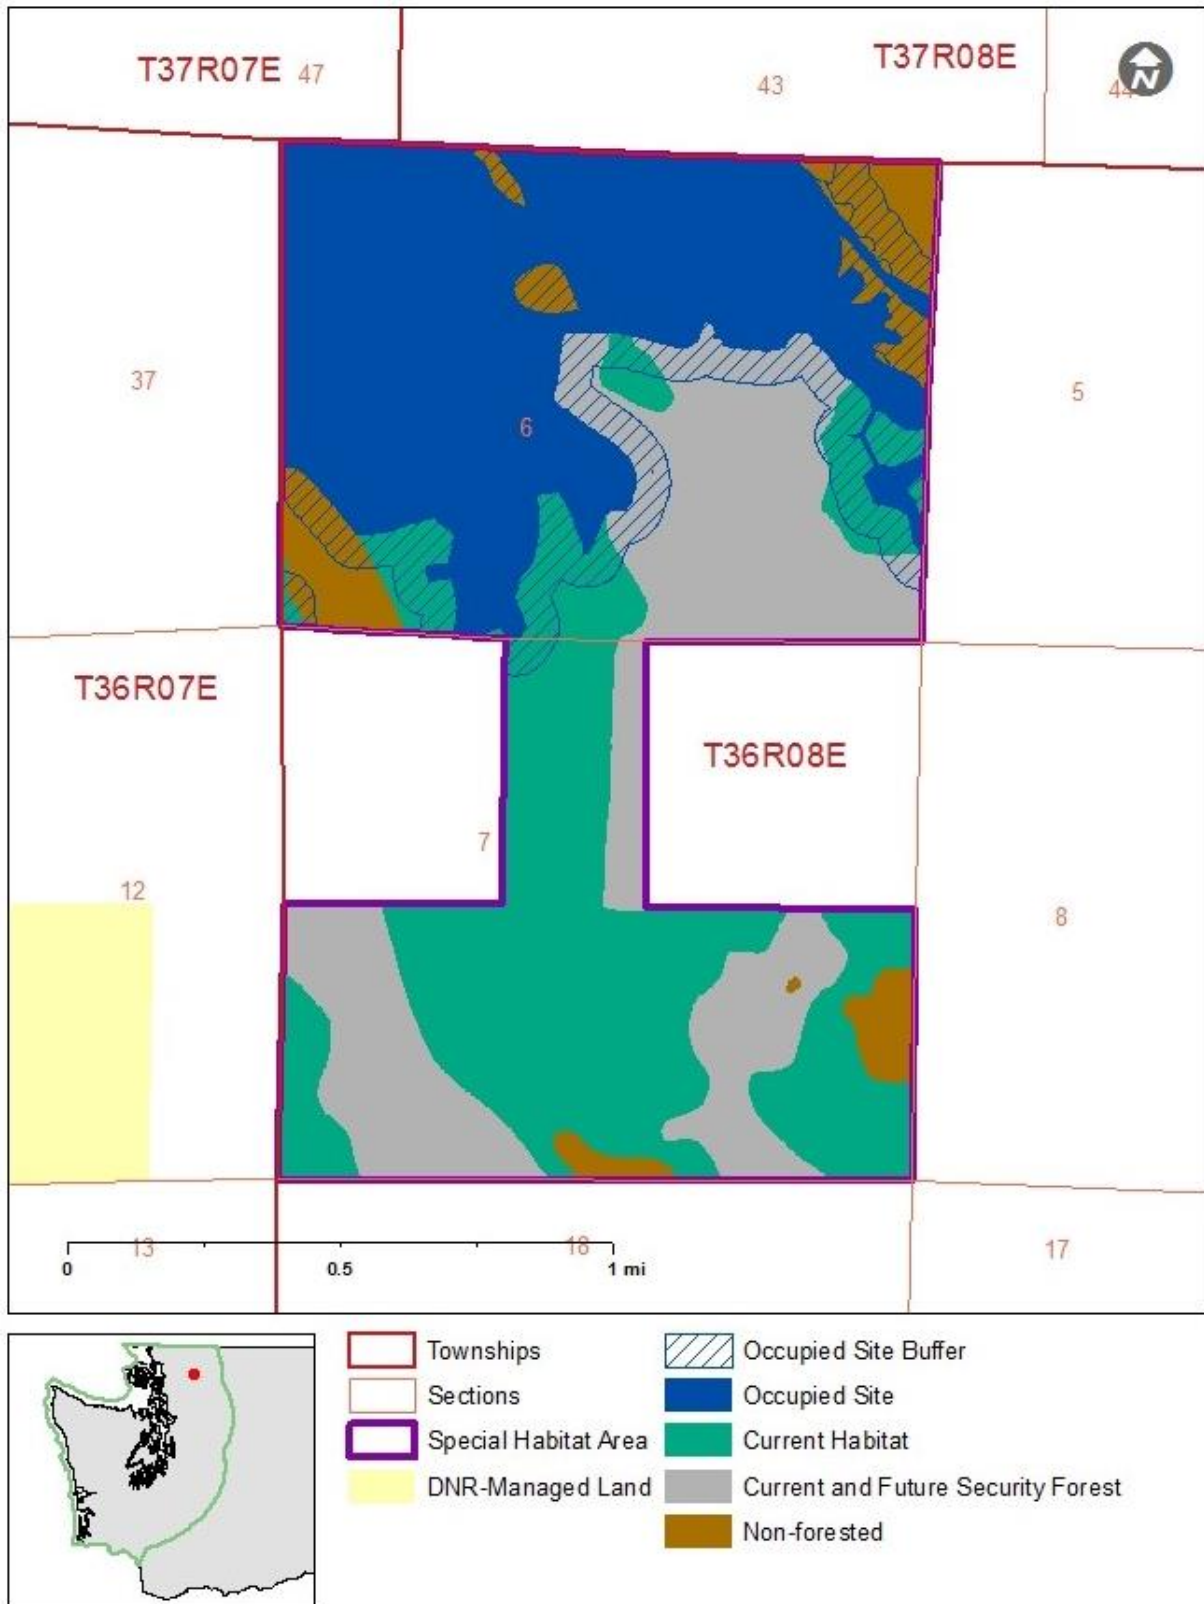 T37R07E 47
43
T37R08E
44
N
37
6
5
T36R07E
T36R08E
7
12
8
13
18
17
0 0.5 1 mi
Townships
Sections
Special Habitat Area
DNR-Managed Land
Occupied Site Buffer
Occupied Site
Current Habitat
Current and Future Security Forest
Non-forested